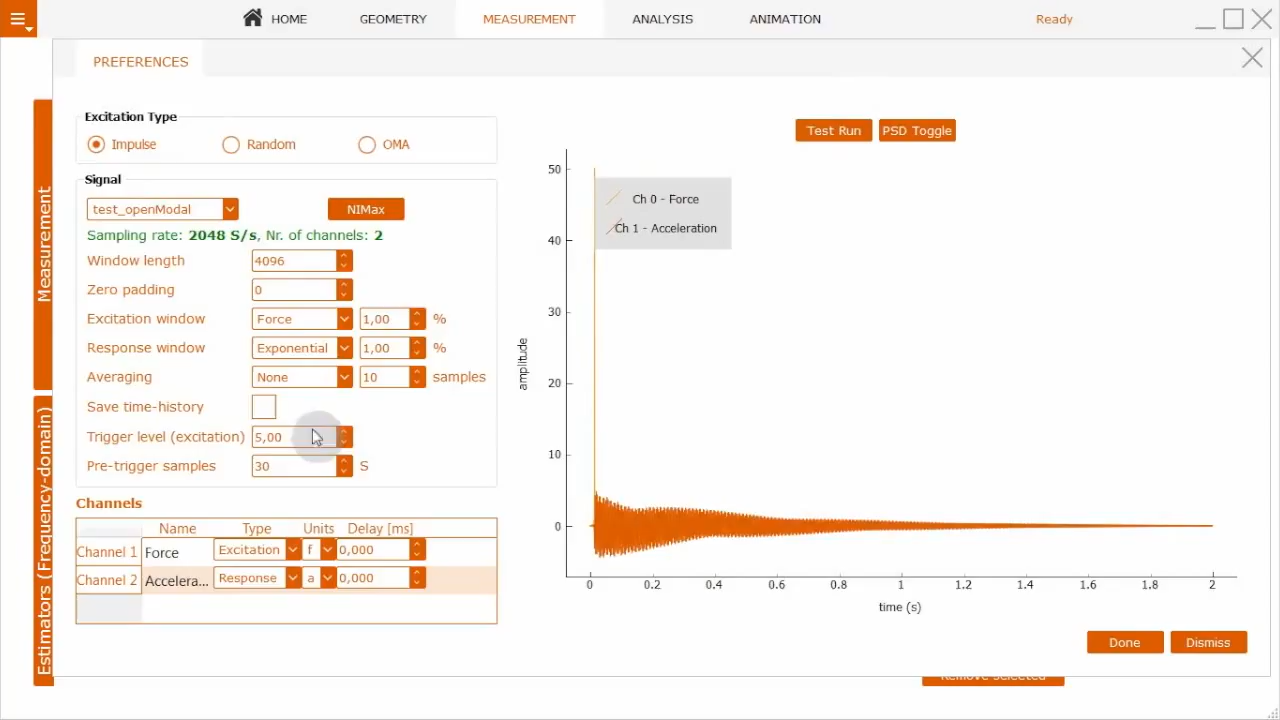 HOME GEOMETRY MEASUREMENT ANALYSIS ANIMATION Ready
PREFERENCES
Excitation Type
Impulse Random OMA
Signal
test_openModal NIMax
Sampling rate: 2048 S/s, Nr. of channels: 2
Window length 4096
Zero padding 0
Excitation window Force 1,00 %
Response window Exponential 1,00 %
Averaging None 10 samples
Save time-history
Trigger level (excitation) 5,00
Pre-trigger samples 30 S
Channels
Name Type Units Delay [ms]
Channel 1 Force Excitation f 0,000
Channel 2 Accelera... Response a 0,000
Measurement
Estimators (Frequency-domain)
Test Run PSD Toggle
Ch 0 - Force
Ch 1 - Acceleration
50
40
30
20
10
0
amplitude
0 0.2 0.4 0.6 0.8 1 1.2 1.4 1.6 1.8 2
time (s)
Done Dismiss
Remove selected